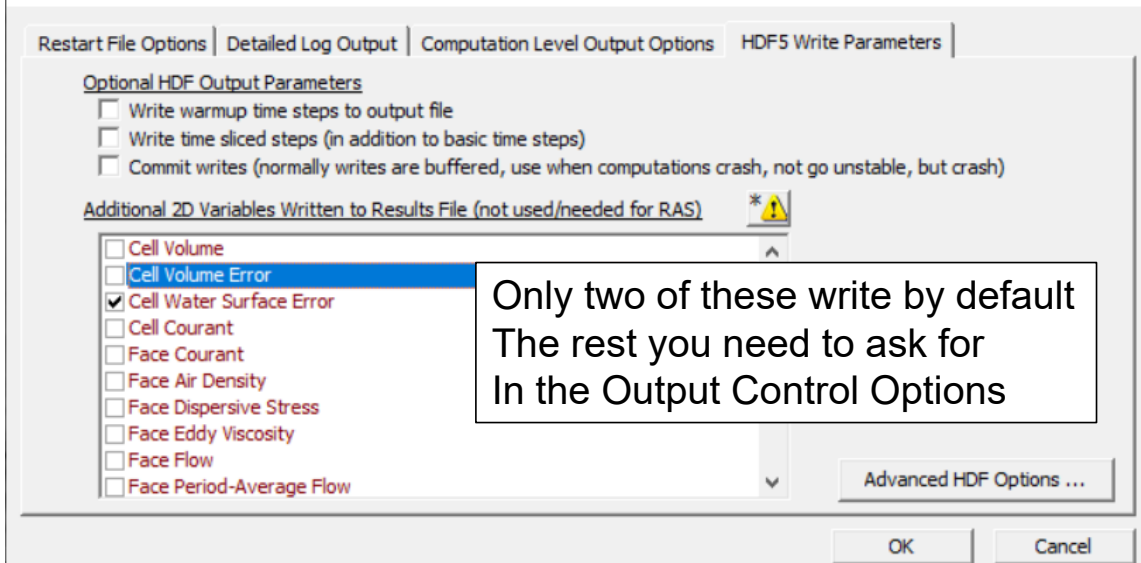 Restart File Options Detailed Log Output Computation Level Output Options HDF5 Write Parameters
Optional HDF Output Parameters
Write warmup time steps to output file
Write time sliced steps (in addition to basic time steps)
Commit writes (normally writes are buffered, use when computations crash, not go unstable, but crash)
Additional 2D Variables Written to Results File (not used/needed for RAS)
Cell Volume
Cell Volume Error
Cell Water Surface Error
Cell Courant
Face Courant
Face Air Density
Face Dispersive Stress
Face Eddy Viscosity
Face Flow
Face Period-Average Flow
Only two of these write by default
The rest you need to ask for
In the Output Control Options
Advanced HDF Options ...
OK Cancel